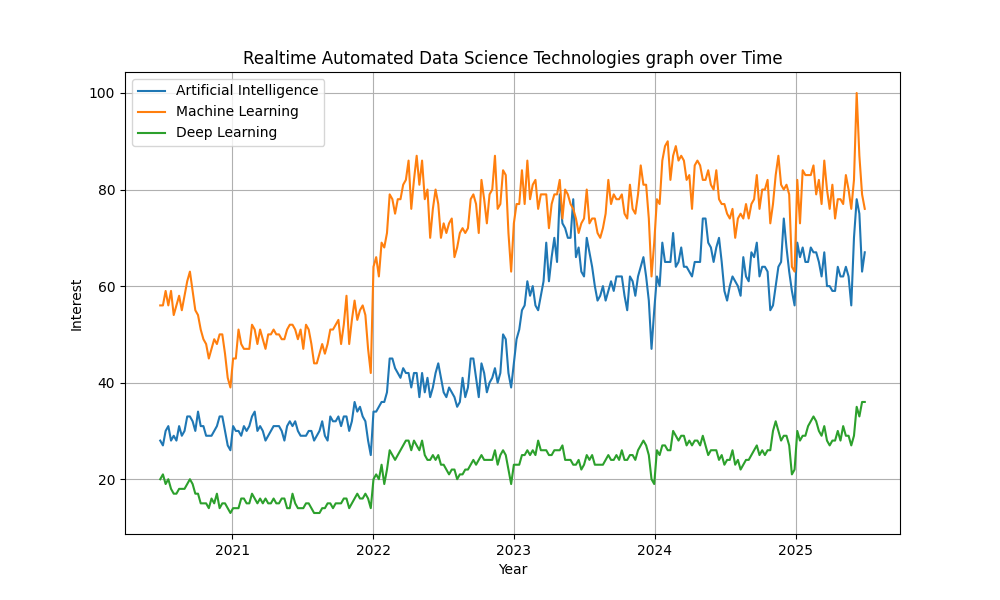 Realtime Automated Data Science Technologies graph over Time
Artificial Intelligence
Machine Learning
Deep Learning
100
80
60
40
20
Interest
2021 2022 2023 2024 2025
Year